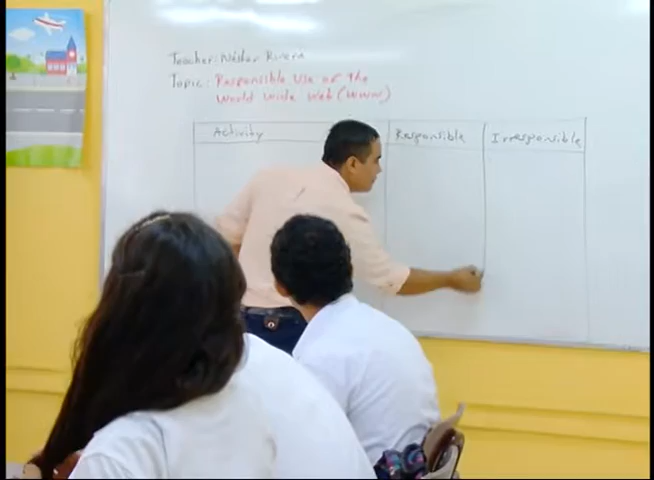 Teacher: Néstor Rivera
Topic: Responsible Use of the
World Wide Web (WWW)
Activity Responsible Irresponsible